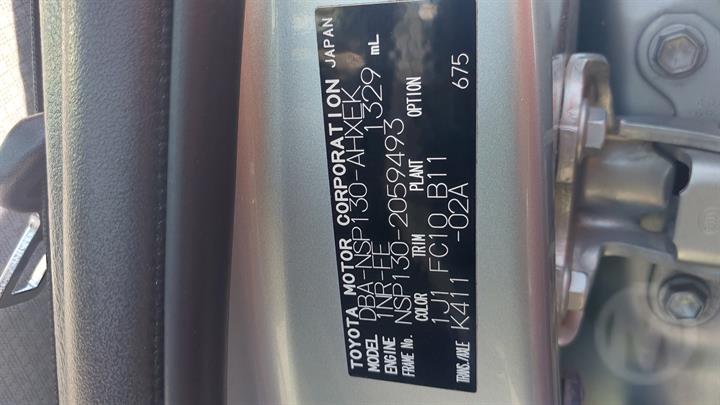 TOYOTA MOTOR CORPORATION JAPAN
MODEL DBA-NSP130-AHXEK
ENGINE 1NR-FE 1329 mL
FRAME No. NSP130-2059493
COLOR TRIM PLANT OPTION
1J1 FC10 B11 675
TRANS./AXLE K411 -02A